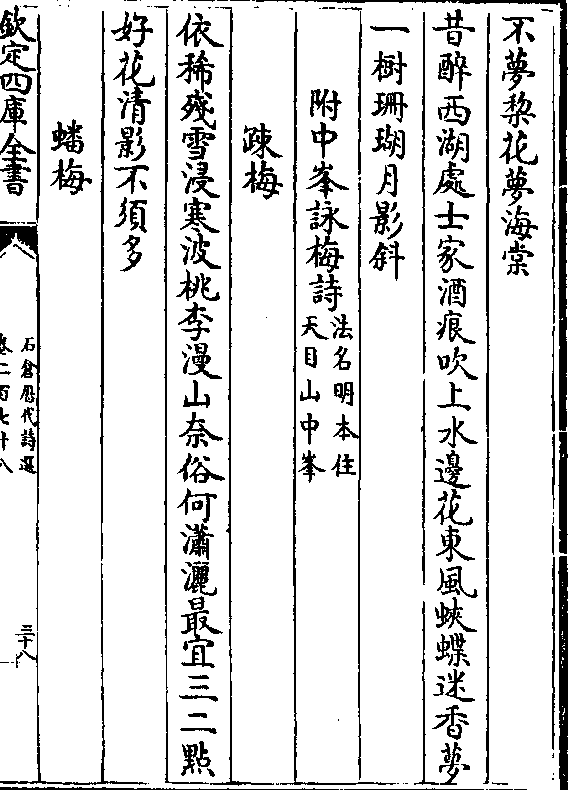 不夢棃花夢海棠
昔醉西湖處士家酒痕吹上水邊花東風蛺蝶迷香夢
一樹珊瑚月影斜
附中峯詠梅詩法名明本住
天目山中峯
疎梅
依稀殘雪浸寒波桃李漫山奈俗何瀟灑最宜三二點
好花清影不須多
蟠梅
欽定四庫全書
石倉歷代詩選
卷二百七十八
三十八